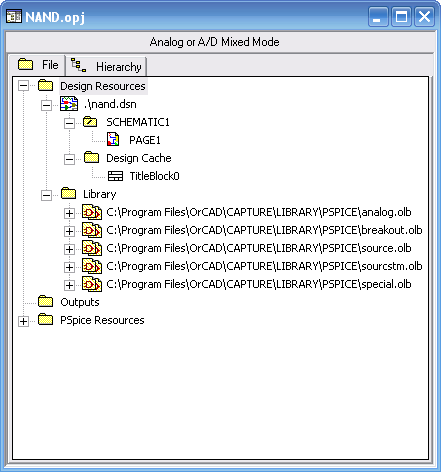 NAND.opj
Analog or A/D Mixed Mode
File Hierarchy
Design Resources
.\nand.dsn
SCHEMATIC1
PAGE1
Design Cache
TitleBlock0
Library
C:\Program Files\OrCAD\CAPTURE\LIBRARY\PSPICE\analog.olb
C:\Program Files\OrCAD\CAPTURE\LIBRARY\PSPICE\breakout.olb
C:\Program Files\OrCAD\CAPTURE\LIBRARY\PSPICE\source.olb
C:\Program Files\OrCAD\CAPTURE\LIBRARY\PSPICE\sourcstm.olb
C:\Program Files\OrCAD\CAPTURE\LIBRARY\PSPICE\special.olb
Outputs
PSpice Resources